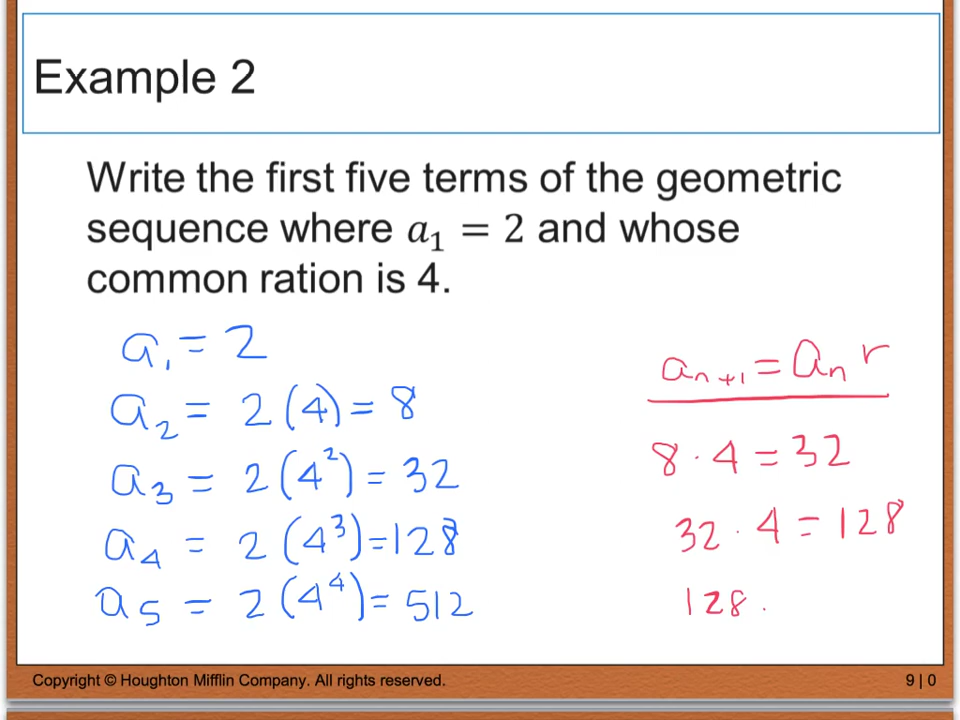 Example 2
Write the first five terms of the geometric
sequence where a₁ = 2 and whose
common ration is 4.
a₁ = 2
a₂ = 2(4) = 8
a₃ = 2(4²) = 32
a₄ = 2(4³) = 128
a₅ = 2(4⁴) = 512
aₙ₊₁ = aₙ r
8 · 4 = 32
32 · 4 = 128
128 ·
Copyright © Houghton Mifflin Company. All rights reserved.
9 | 0